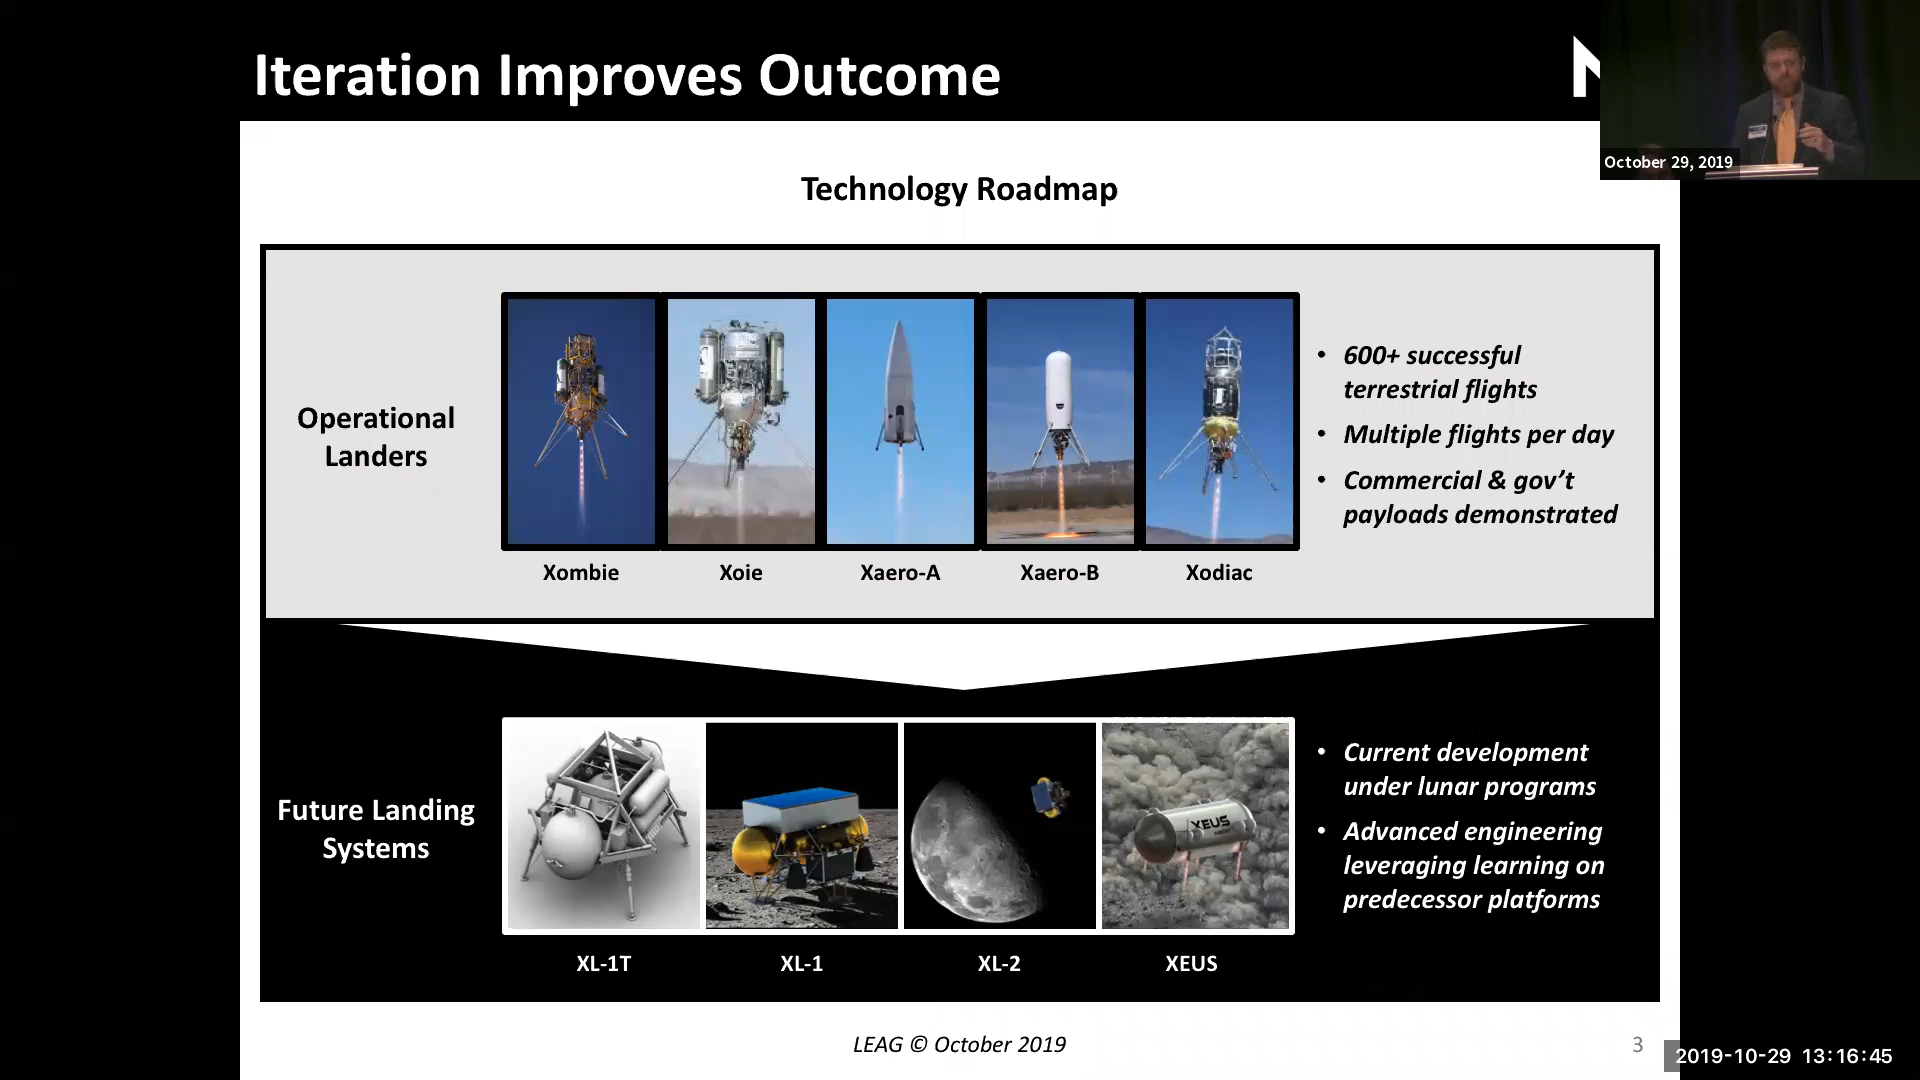 Iteration Improves Outcome
October 29, 2019
Technology Roadmap
Operational
Landers
Xombie
Xoie
Xaero-A
Xaero-B
Xodiac
• 600+ successful
terrestrial flights
• Multiple flights per day
• Commercial & gov't
payloads demonstrated
Future Landing
Systems
XEUS
XL-1T
XL-1
XL-2
XEUS
• Current development
under lunar programs
• Advanced engineering
leveraging learning on
predecessor platforms
LEAG © October 2019
3
2019-10-29 13:16:45